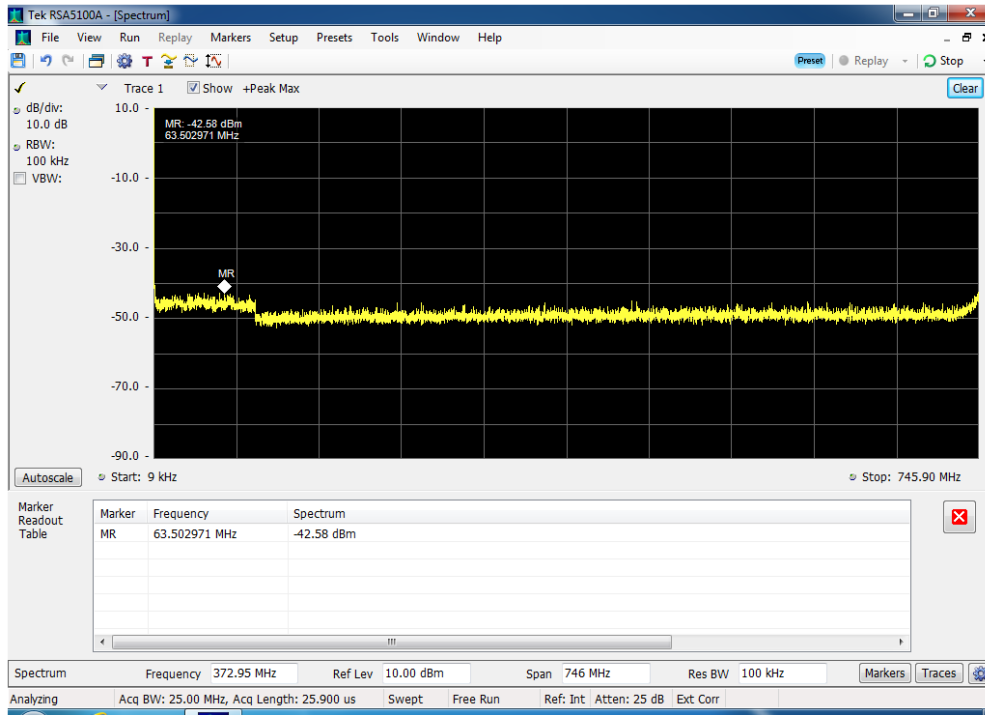 Tek RSA5100A - [Spectrum]
File View Run Replay Markers Setup Presets Tools Window Help
T Preset Replay Stop
Trace 1 Show +Peak Max Clear
dB/div:
10.0 dB
RBW:
100 kHz
VBW:
10.0
MR: -42.58 dBm
63.502971 MHz
-10.0
-30.0
MR
-50.0
-70.0
-90.0
Autoscale Start: 9 kHz Stop: 745.90 MHz
Marker
Readout
Table
Marker Frequency Spectrum
MR 63.502971 MHz -42.58 dBm
Spectrum Frequency 372.95 MHz Ref Lev 10.00 dBm Span 746 MHz Res BW 100 kHz Markers Traces
Analyzing Acq BW: 25.00 MHz, Acq Length: 25.900 us Swept Free Run Ref: Int Atten: 25 dB Ext Corr